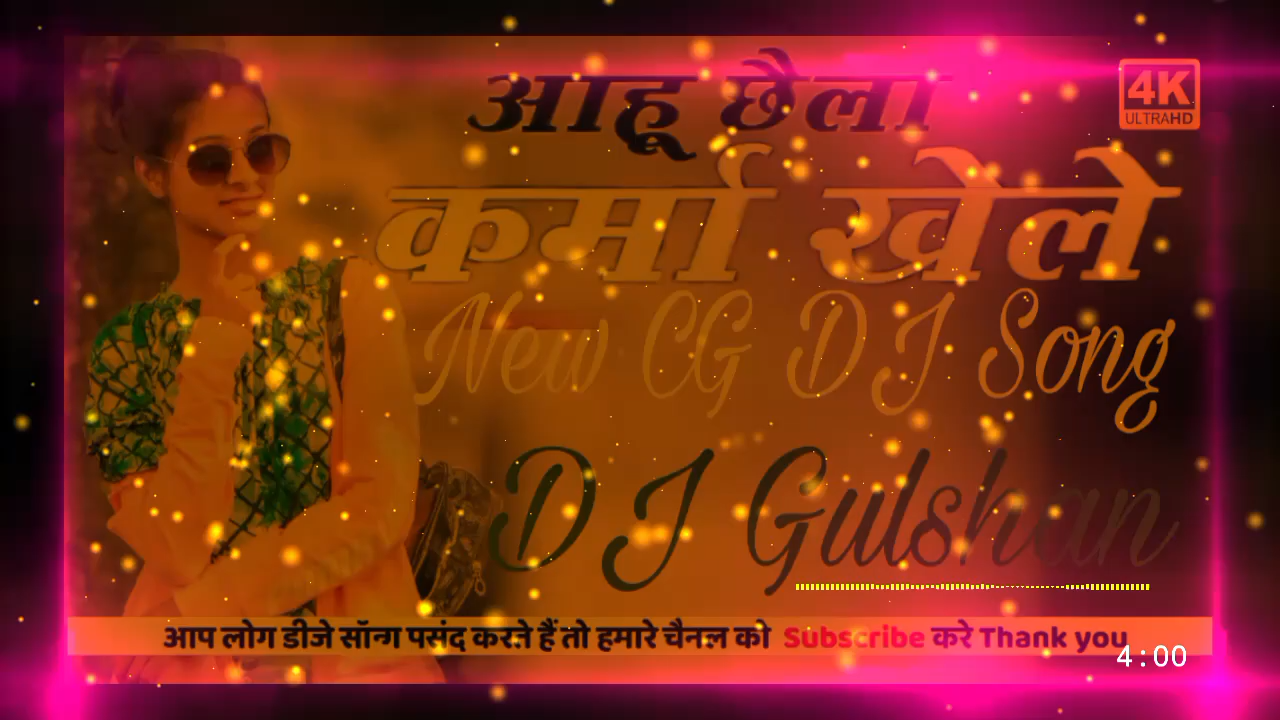 आहू छैला
4K
ULTRAHD
कर्मा खेले
New CG DJ Song
DJ Gulshan
आप लोग डीजे सॉन्ग पसंद करते हैं तो हमारे चैनल को Subscribe करे Thank you
4:00